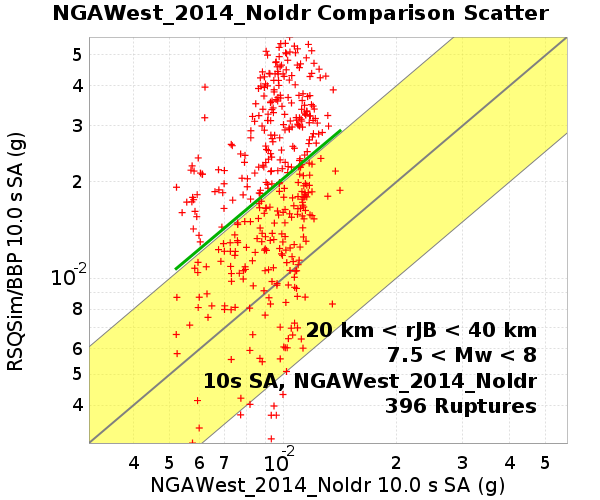 NGAWest_2014_NoIdr Comparison Scatter
RSQSim/BBP 10.0 s SA (g)
5
4
3
2
10-2
8
6
5
4
20 km < rJB < 40 km
7.5 < Mw < 8
10s SA, NGAWest_2014_NoIdr
396 Ruptures
4 5 6 7 10-2 2 3 4 5
NGAWest_2014_NoIdr 10.0 s SA (g)